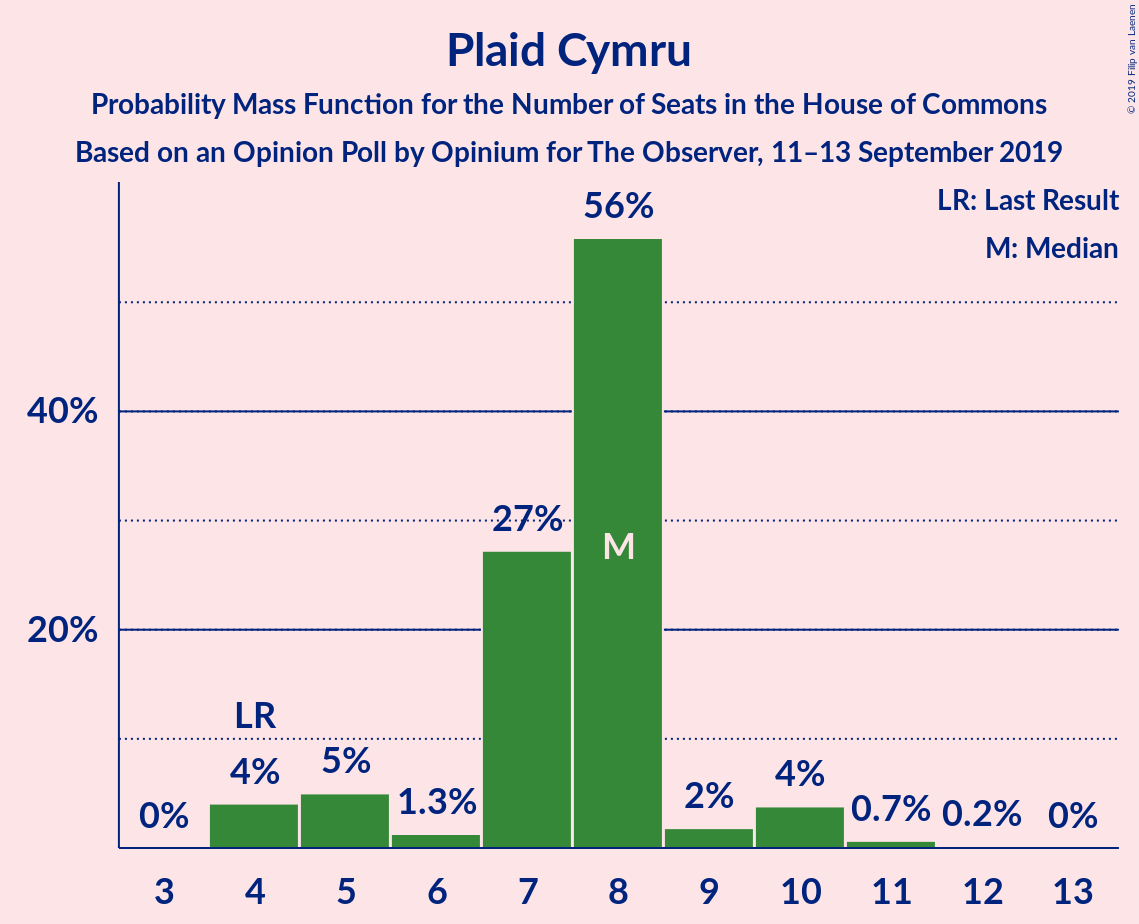 Plaid Cymru
Probability Mass Function for the Number of Seats in the House of Commons
Based on an Opinion Poll by Opinium for The Observer, 11–13 September 2019
© 2019 Filip van Laenen
LR: Last Result
M: Median
56%
40%
27%
M
20%
LR
4%
5%
0%
1.3%
2%
4%
0.7%
0.2%
0%
3 4 5 6 7 8 9 10 11 12 13